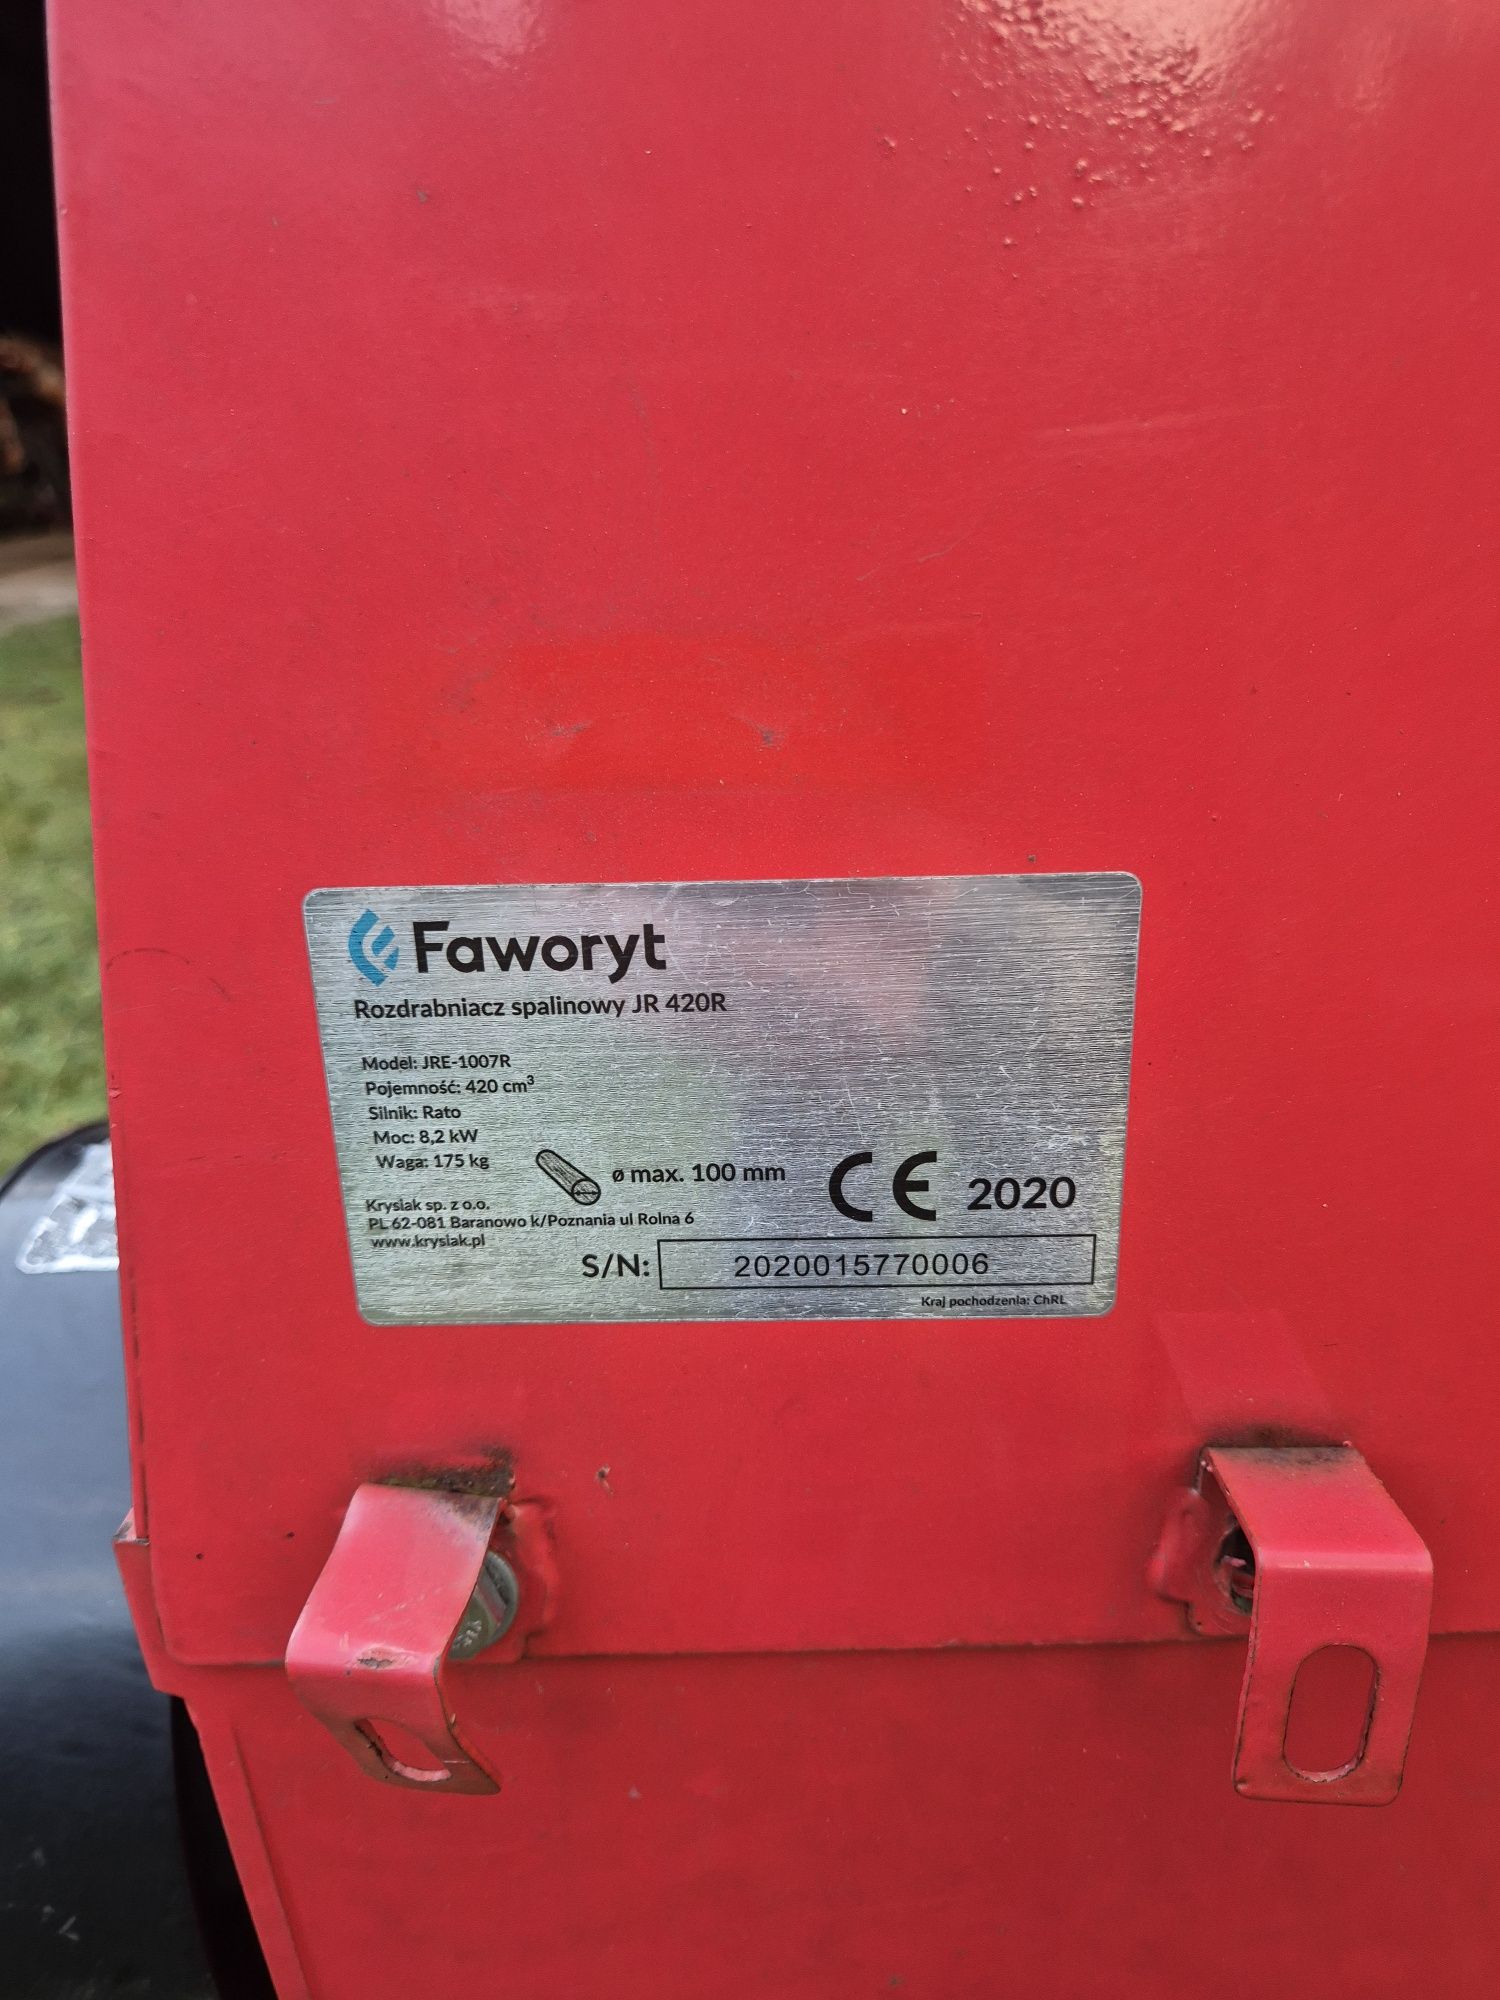 Faworyt
Rozdrabniacz spalinowy JR 420R
Model: JRE-1007R
Pojemność: 420 cm³
Silnik: Rato
Moc: 8,2 kW
Waga: 175 kg
ø max. 100 mm
CE 2020
Krysiak sp. z o.o.
PL 62-081 Baranowo k/Poznania ul Rolna 6
www.krysiak.pl
S/N: 2020015770006
Kraj pochodzenia: ChRL